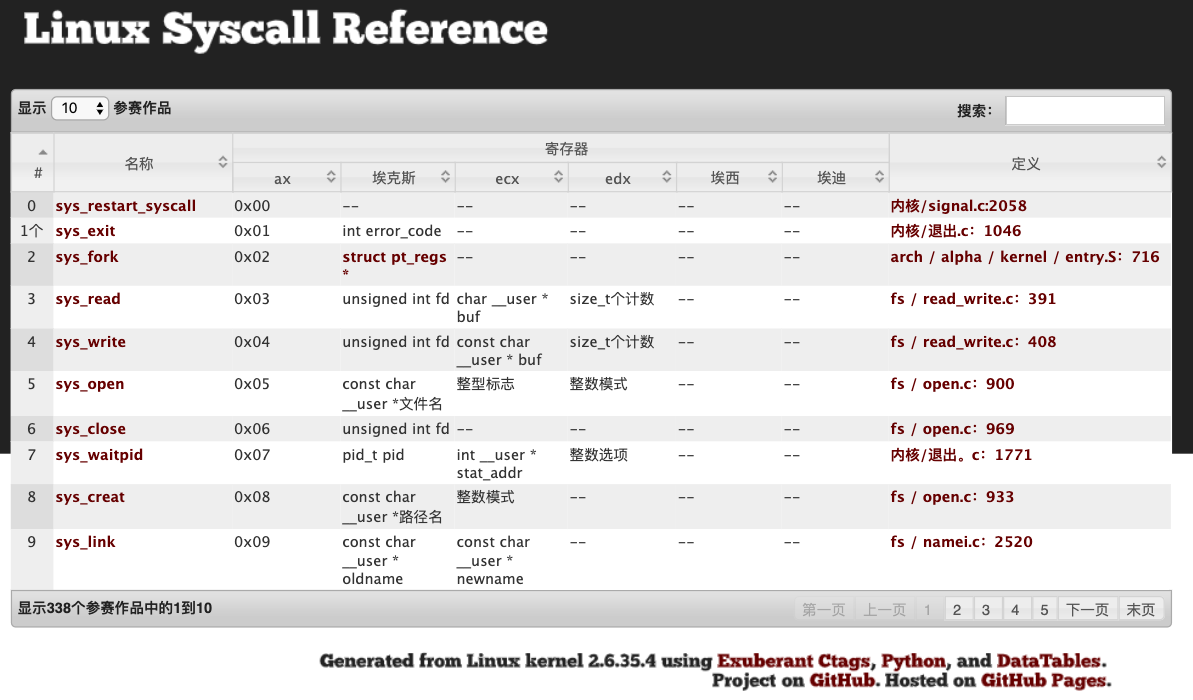 Linux Syscall Reference
显示 10 参赛作品 搜索：
# 名称 寄存器 定义
ax 埃克斯 ecx edx 埃西 埃迪
0 sys_restart_syscall 0x00 -- -- -- -- -- 内核/signal.c:2058
1个 sys_exit 0x01 int error_code -- -- -- -- 内核/退出.c：1046
2 sys_fork 0x02 struct pt_regs -- -- -- -- arch / alpha / kernel / entry.S：716
*
3 sys_read 0x03 unsigned int fd char __user * size_t个计数 -- -- fs / read_write.c：391
buf
4 sys_write 0x04 unsigned int fd const char size_t个计数 -- -- fs / read_write.c：408
__user * buf
5 sys_open 0x05 const char 整型标志 整数模式 -- -- fs / open.c：900
__user *文件名
6 sys_close 0x06 unsigned int fd -- -- -- -- fs / open.c：969
7 sys_waitpid 0x07 pid_t pid int __user * 整数选项 -- -- 内核/退出。c：1771
stat_addr
8 sys_creat 0x08 const char 整数模式 -- -- -- fs / open.c：933
__user *路径名
9 sys_link 0x09 const char const char -- -- -- fs / namei.c：2520
__user * __user *
oldname newname
显示338个参赛作品中的1到10 第一页 上一页 1 2 3 4 5 下一页 末页
Generated from Linux kernel 2.6.35.4 using Exuberant Ctags, Python, and DataTables.
Project on GitHub. Hosted on GitHub Pages.